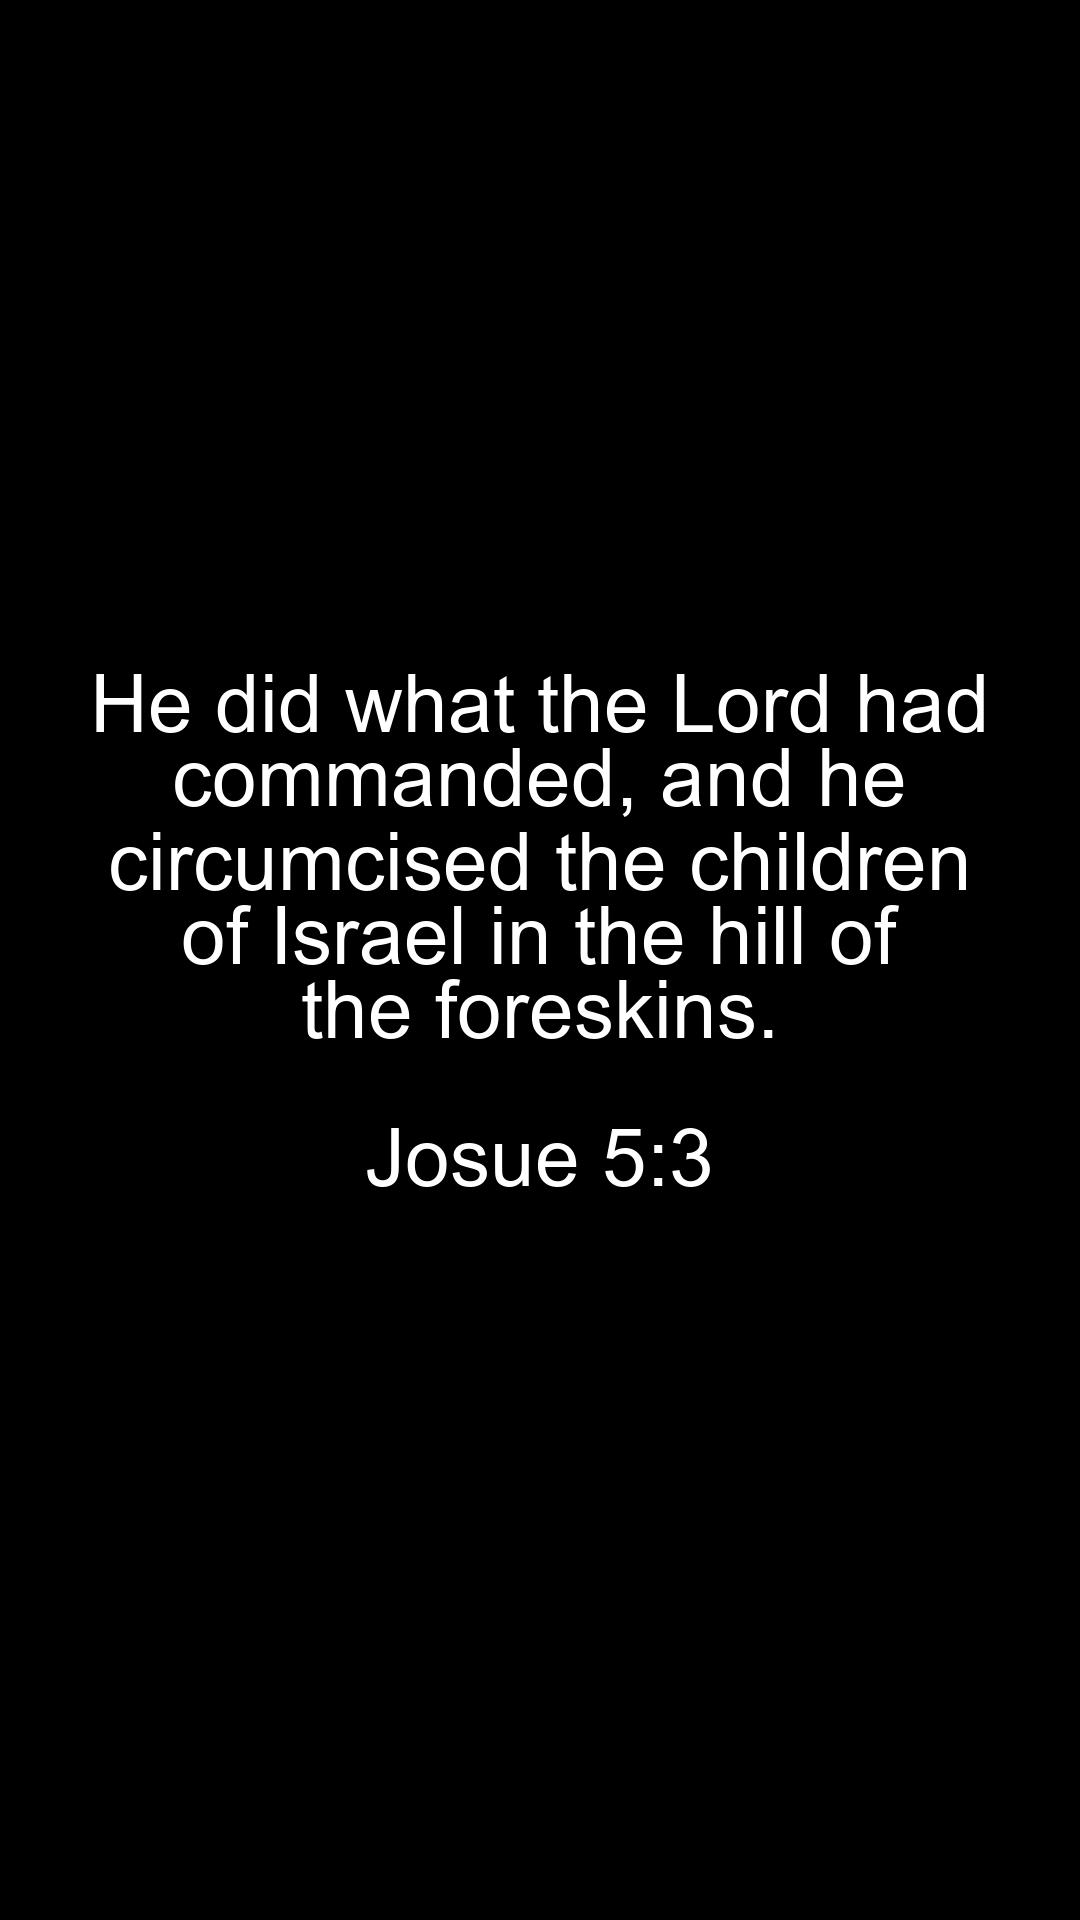 He did what the Lord had
commanded, and he
circumcised the children
of Israel in the hill of
the foreskins.
Josue 5:3